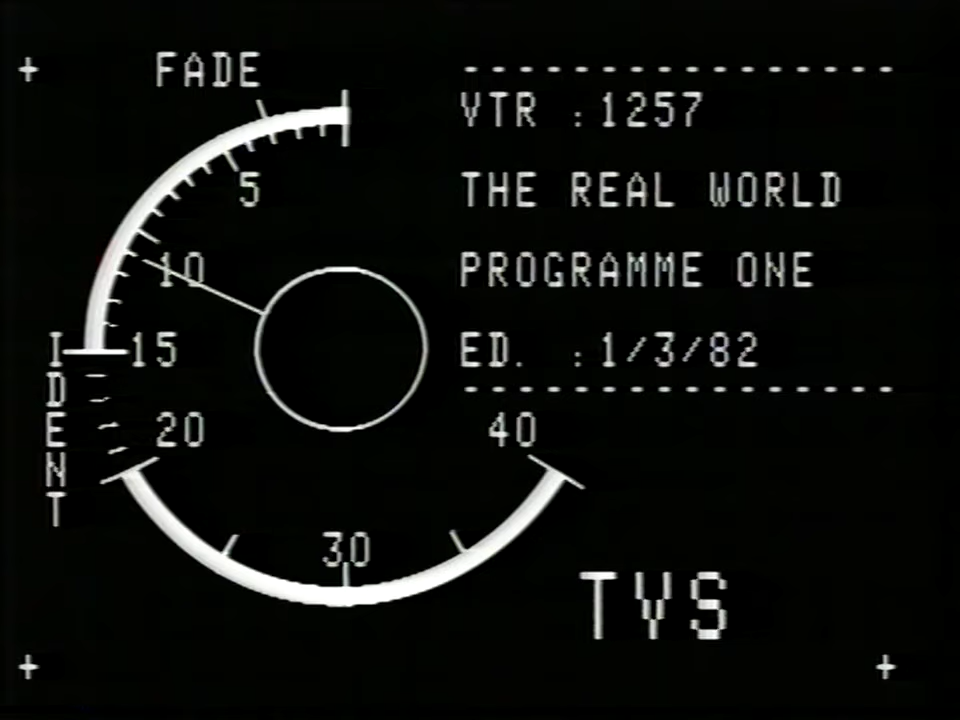 FADE
VTR :1257
THE REAL WORLD
PROGRAMME ONE
ED. :1/3/82
5
10
15
20
30
40
IDENT
TVS